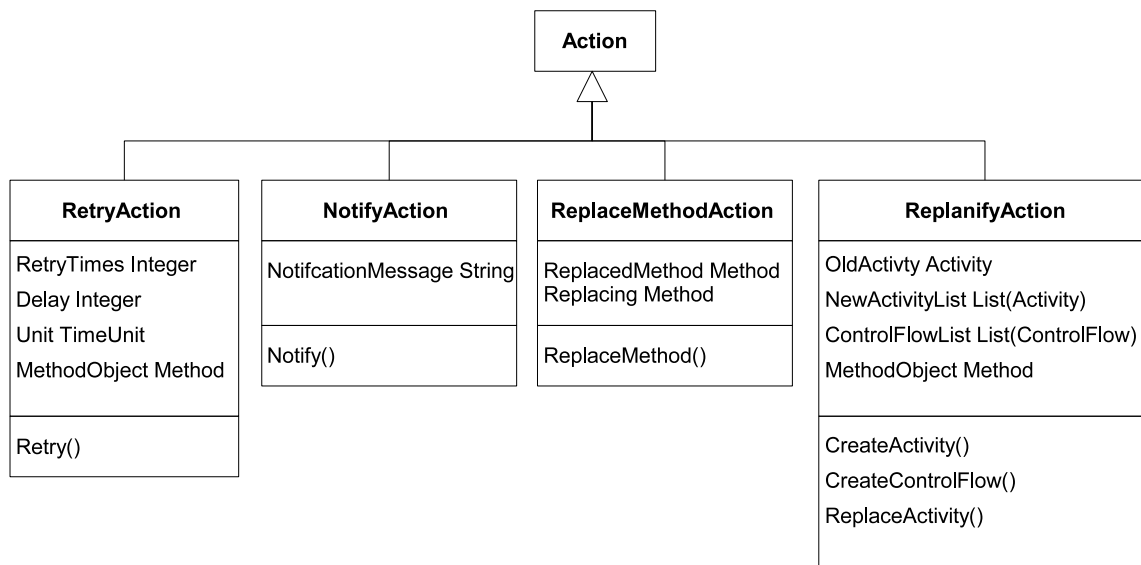 Action
RetryAction
RetryTimes Integer
Delay Integer
Unit TimeUnit
MethodObject Method
Retry()
NotifyAction
NotifcationMessage String
Notify()
ReplaceMethodAction
ReplacedMethod Method
Replacing Method
ReplaceMethod()
ReplanifyAction
OldActivty Activity
NewActivityList List(Activity)
ControlFlowList List(ControlFlow)
MethodObject Method
CreateActivity()
CreateControlFlow()
ReplaceActivity()